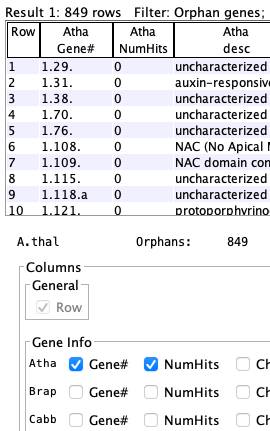 Result 1: 849 rows Filter: Orphan genes;
Row Atha Gene# Atha NumHits Atha desc
1 1.29. 0 uncharacterized
2 1.31. 0 auxin-responsiv
3 1.38. 0 uncharacterized
4 1.70. 0 uncharacterized
5 1.76. 0 uncharacterized
6 1.108. 0 NAC (No Apical M
7 1.109. 0 NAC domain con
8 1.115. 0 uncharacterized
9 1.118.a 0 uncharacterized
10 1.121. 0 protoporphyrino
A.thal Orphans: 849
Columns
General
Row
Gene Info
Atha Gene# NumHits Ch
Brap Gene# NumHits Ch
Cabb Gene# NumHits Ch